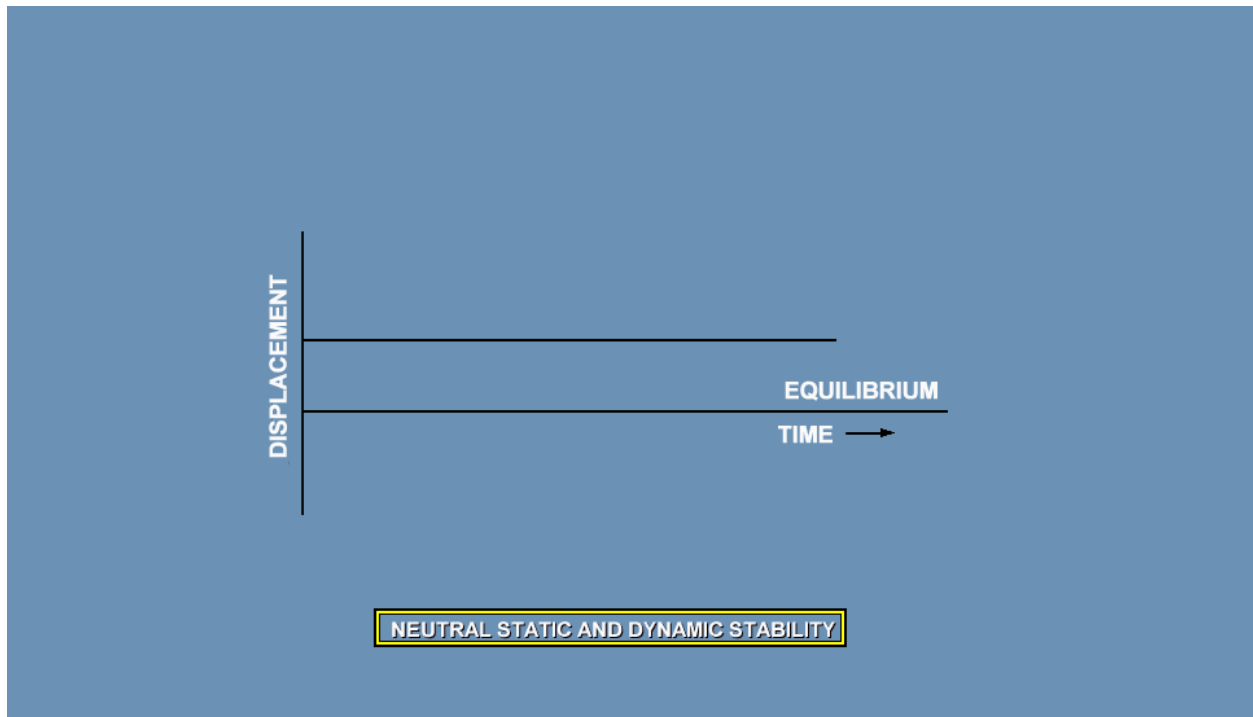 DISPLACEMENT
EQUILIBRIUM
TIME
NEUTRAL STATIC AND DYNAMIC STABILITY